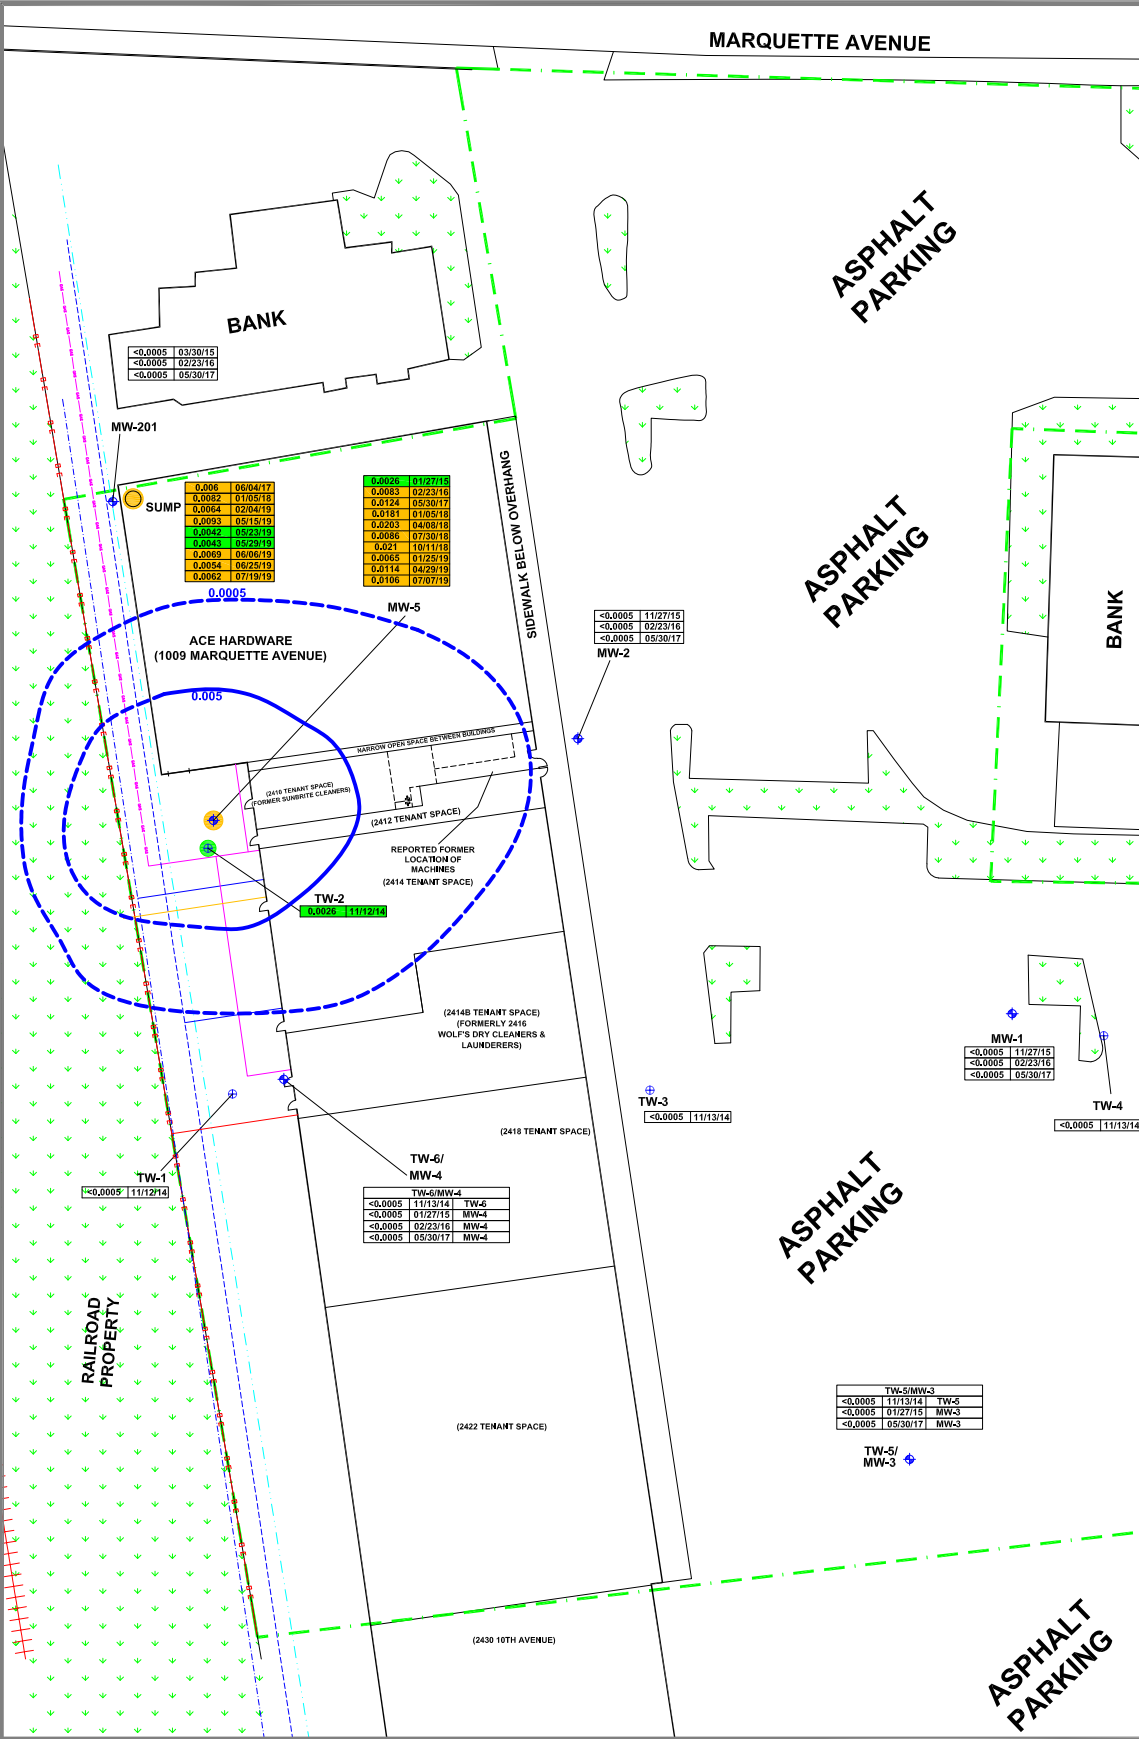 MARQUETTE AVENUE
ASPHALT
PARKING
BANK
<0.0005 03/30/15
<0.0005 02/23/16
<0.0005 05/30/17
MW-201
SUMP
0.006 06/04/17
0.0082 01/05/18
0.0064 02/04/19
0.0093 05/15/19
0.0042 05/23/19
0.0043 05/29/19
0.0069 06/06/19
0.0054 06/25/19
0.0062 07/19/19
0.0026 01/27/15
0.0083 02/23/16
0.0124 05/30/17
0.0181 01/05/18
0.0203 04/08/18
0.0086 07/30/18
0.021 10/11/18
0.0065 01/25/19
0.0114 04/29/19
0.0106 07/07/19
SIDEWALK BELOW OVERHANG
ASPHALT
PARKING
BANK
0.0005
MW-5
ACE HARDWARE
(1009 MARQUETTE AVENUE)
<0.0005 11/27/15
<0.0005 02/23/16
<0.0005 05/30/17
MW-2
0.005
NARROW OPEN SPACE BETWEEN BUILDINGS
(2410 TENANT SPACE)
(FORMER SUNBRITE CLEANERS)
(2412 TENANT SPACE)
REPORTED FORMER
LOCATION OF
MACHINES
(2414 TENANT SPACE)
TW-2
0.0026 11/12/14
(2414B TENANT SPACE)
(FORMERLY 2416
WOLF'S DRY CLEANERS &
LAUNDERERS)
MW-1
<0.0005 11/27/15
<0.0005 02/23/16
<0.0005 05/30/17
TW-3
<0.0005 11/13/14
TW-4
<0.0005 11/13/14
(2418 TENANT SPACE)
TW-1
<0.0005 11/12/14
TW-6/
MW-4
TW-6/MW-4
<0.0005 11/13/14 TW-6
<0.0005 01/27/15 MW-4
<0.0005 02/23/16 MW-4
<0.0005 05/30/17 MW-4
ASPHALT
PARKING
RAILROAD
PROPERTY
(2422 TENANT SPACE)
TW-5/MW-3
<0.0005 11/13/14 TW-5
<0.0005 01/27/15 MW-3
<0.0005 05/30/17 MW-3
TW-5/
MW-3
(2430 10TH AVENUE)
ASPHALT
PARKING